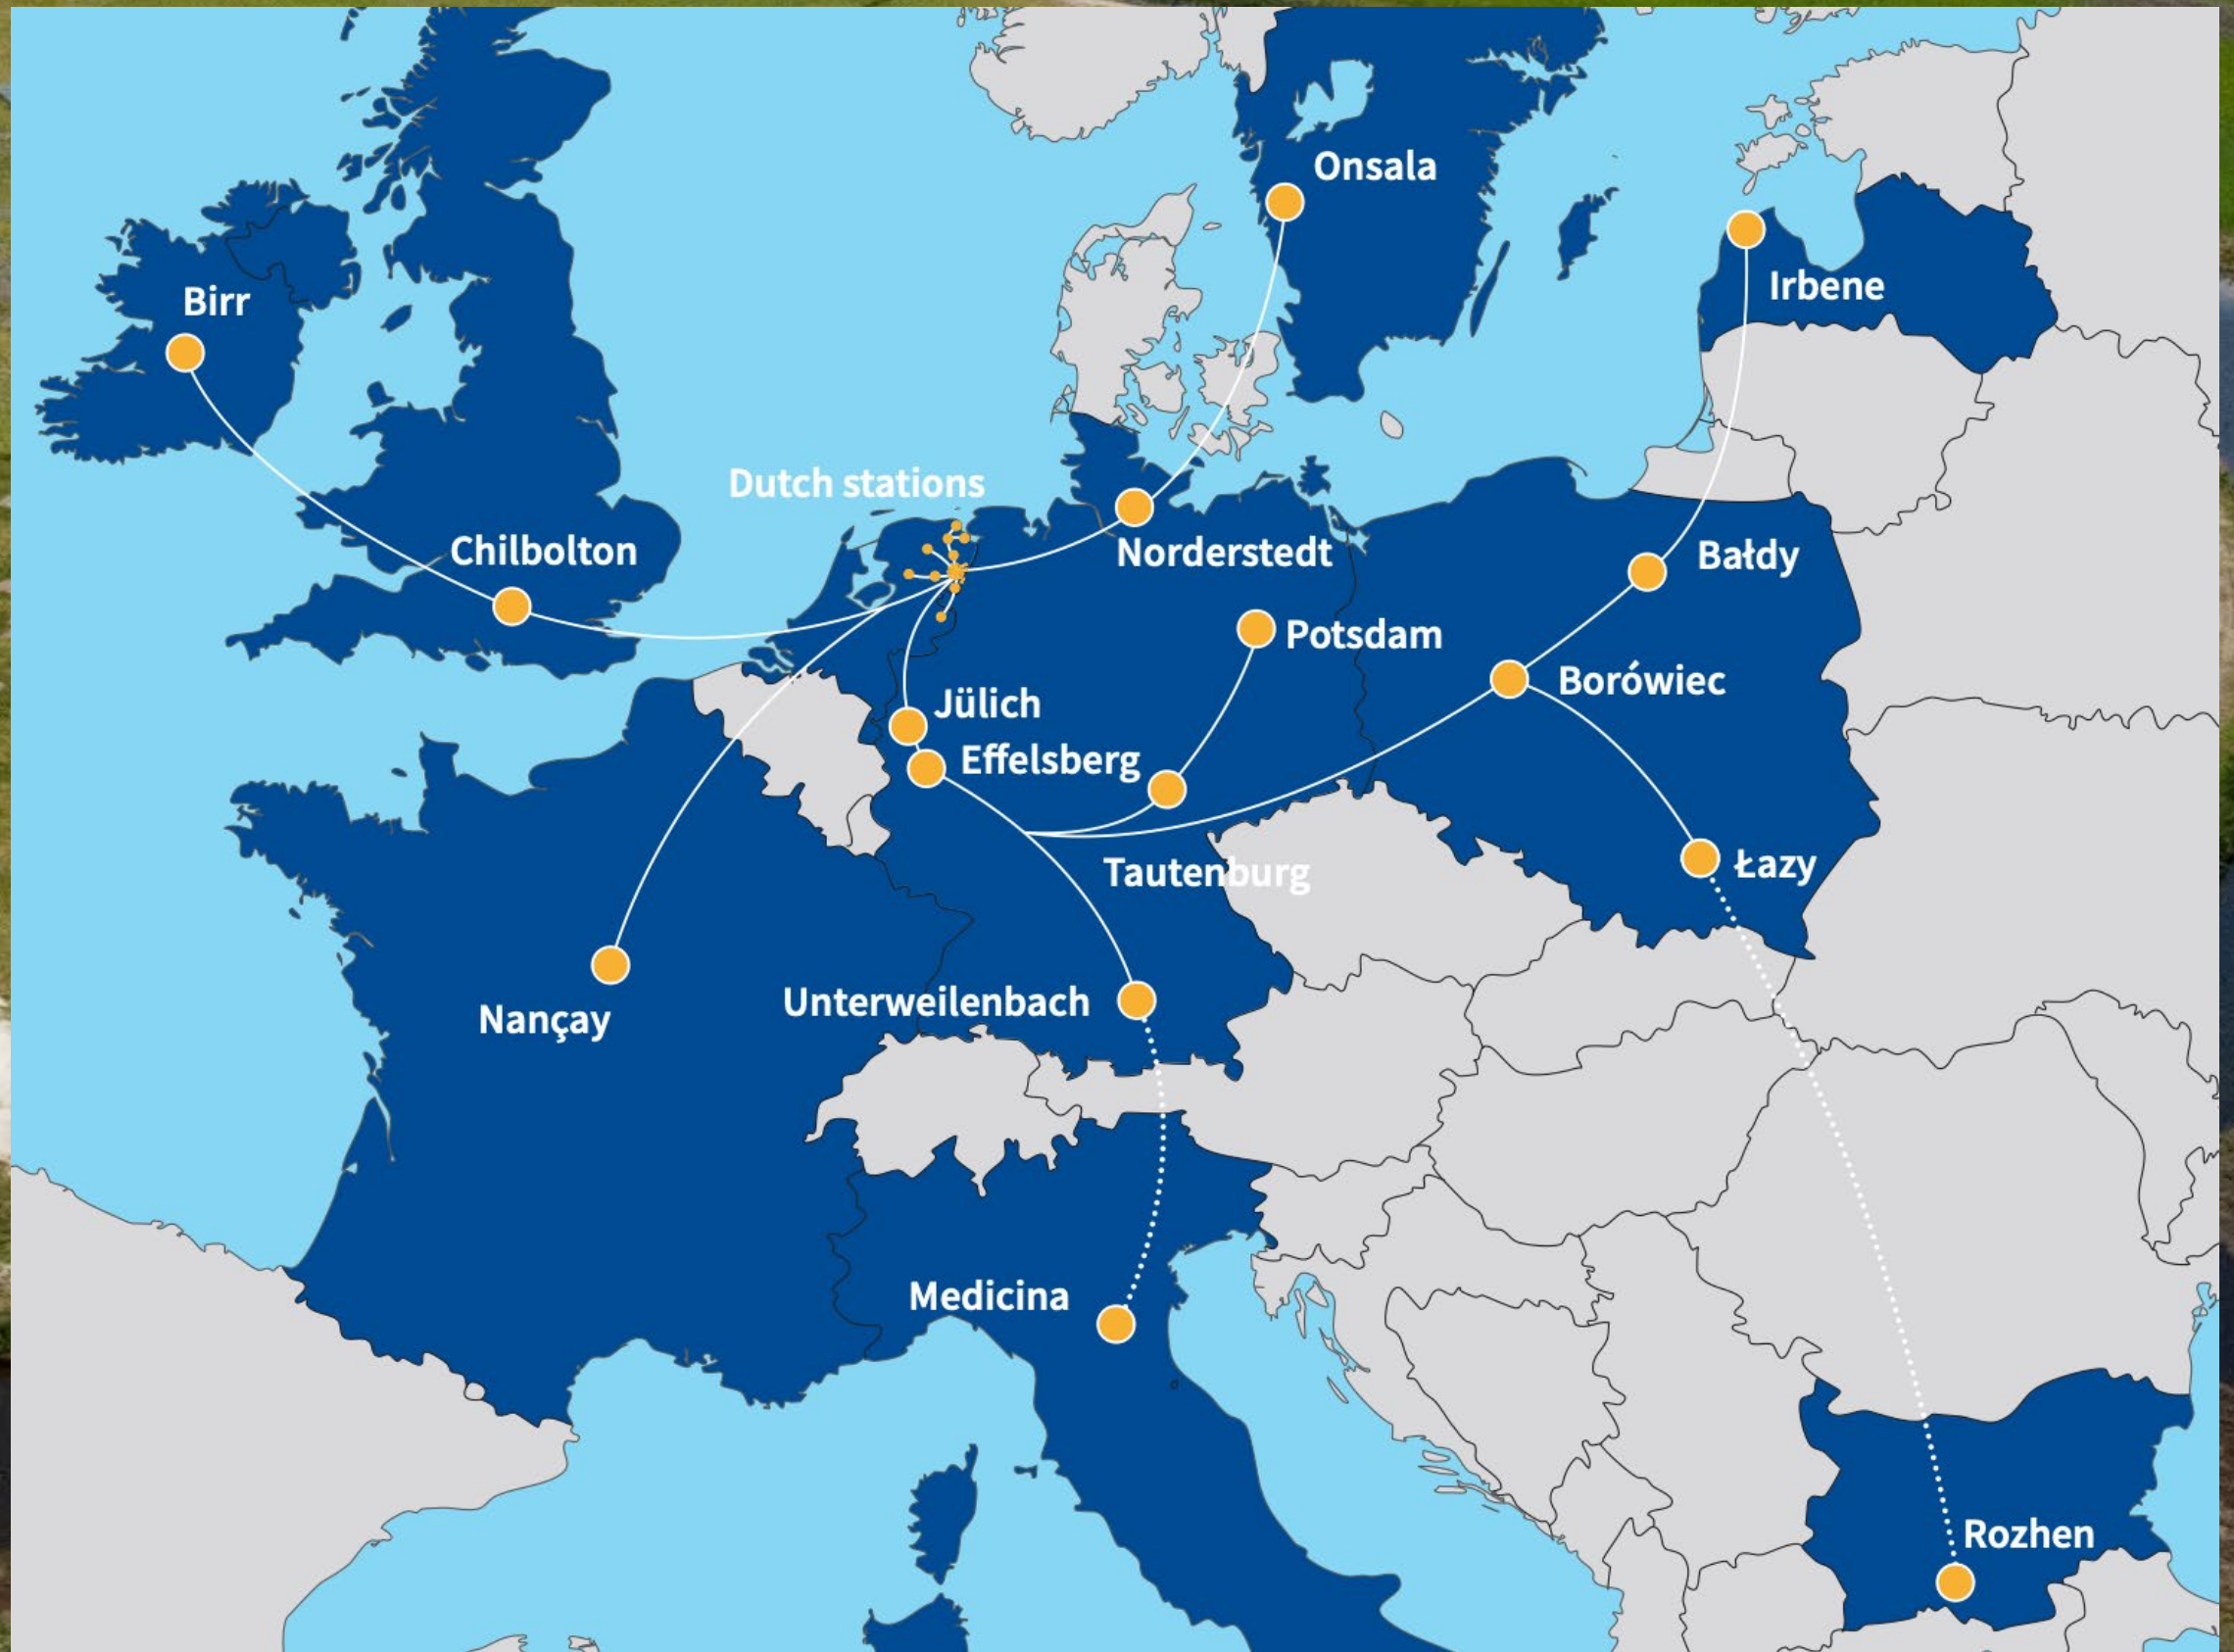 Onsala
Irbene
Birr
Dutch stations
Chilbolton
Norderstedt
Bałdy
Potsdam
Borówiec
Jülich
Effelsberg
Tautenburg
Łazy
Unterweilenbach
Nançay
Medicina
Rozhen